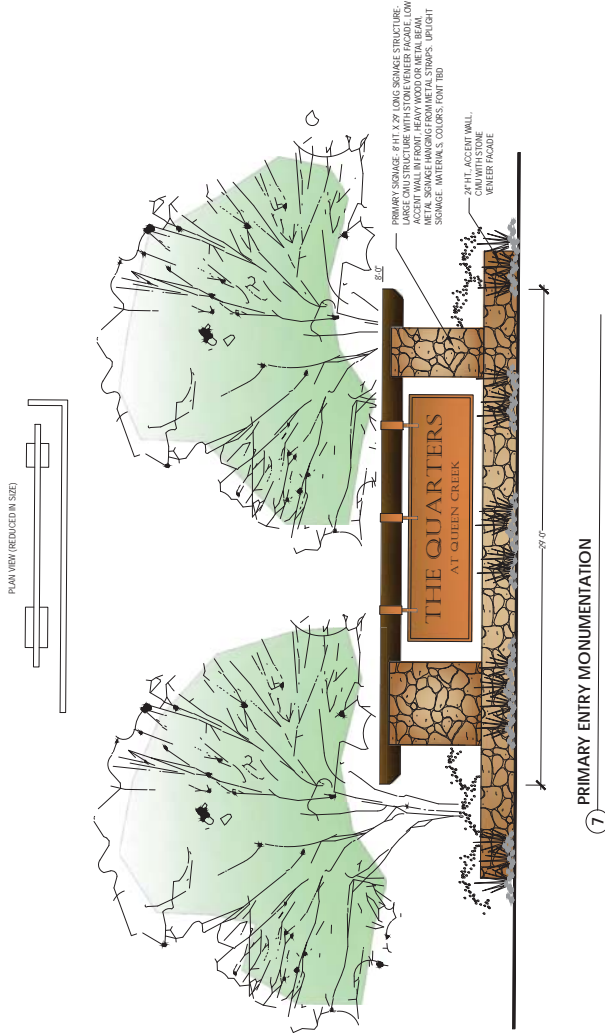 PLAN VIEW (REDUCED IN SIZE)
PRIMARY SIGNAGE- 8' HT. X 29' LONG SIGNAGE STRUCTURE-
LARGE CMU STRUCTURE WITH STONE VENEER FACADE, LOW
ACCENT WALL IN FRONT, HEAVY WOOD OR METAL BEAM,
METAL SIGNAGE HANGING FROM METAL STRAPS. UPLIGHT
SIGNAGE. MATERIALS, COLORS, FONT TBD
24" HT., ACCENT WALL,
CMU WITH STONE
VENEER FACADE
8'-0"
THE QUARTERS
AT QUEEN CREEK
29'-0"
7
PRIMARY ENTRY MONUMENTATION